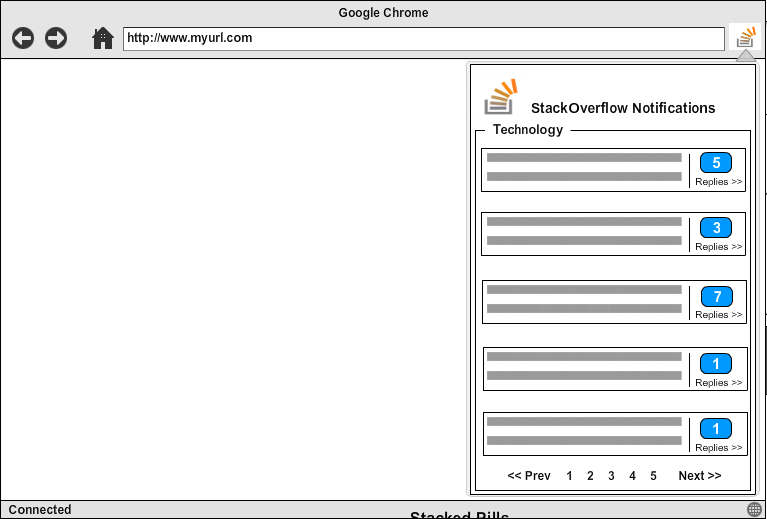 Google Chrome
http://www.myurl.com
StackOverflow Notifications
Technology
5
Replies >>
3
Replies >>
7
Replies >>
1
Replies >>
1
Replies >>
<< Prev 1 2 3 4 5 Next >>
Connected
Stacked Pills